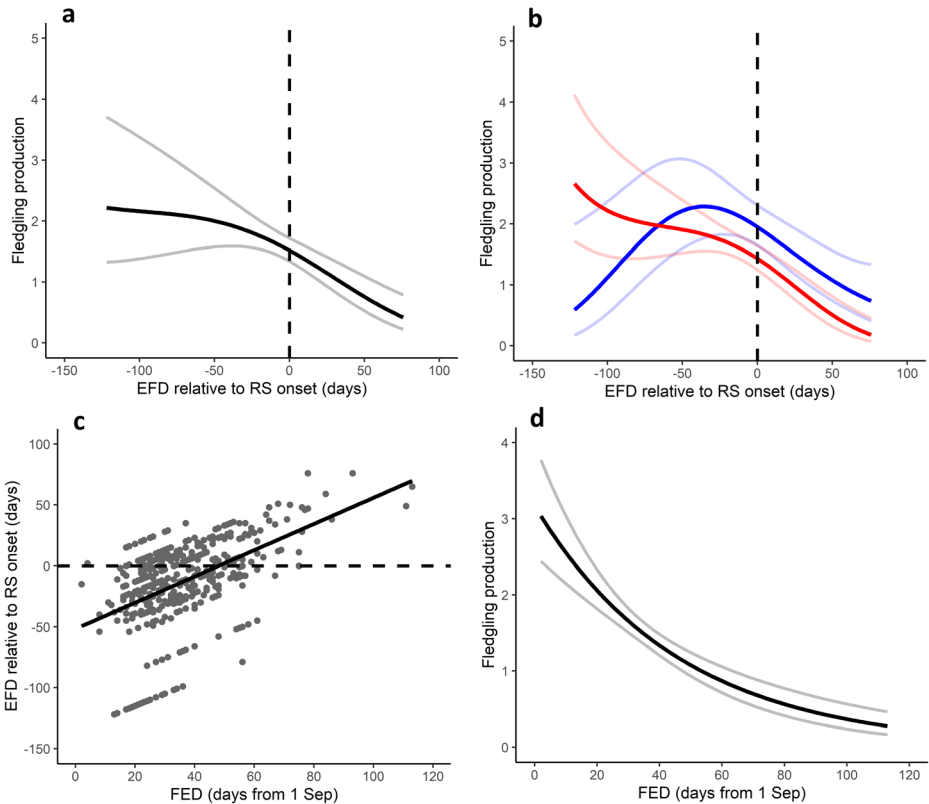 a
5
4
3
2
1
0
Fledgling production
-150 -100 -50 0 50 100
EFD relative to RS onset (days)
b
5
4
3
2
1
0
Fledgling production
-150 -100 -50 0 50 100
EFD relative to RS onset (days)
c
100
50
0
-50
-100
-150
EFD relative to RS onset (days)
0 20 40 60 80 100 120
FED (days from 1 Sep)
d
4
3
2
1
0
Fledgling production
0 20 40 60 80 100 120
FED (days from 1 Sep)